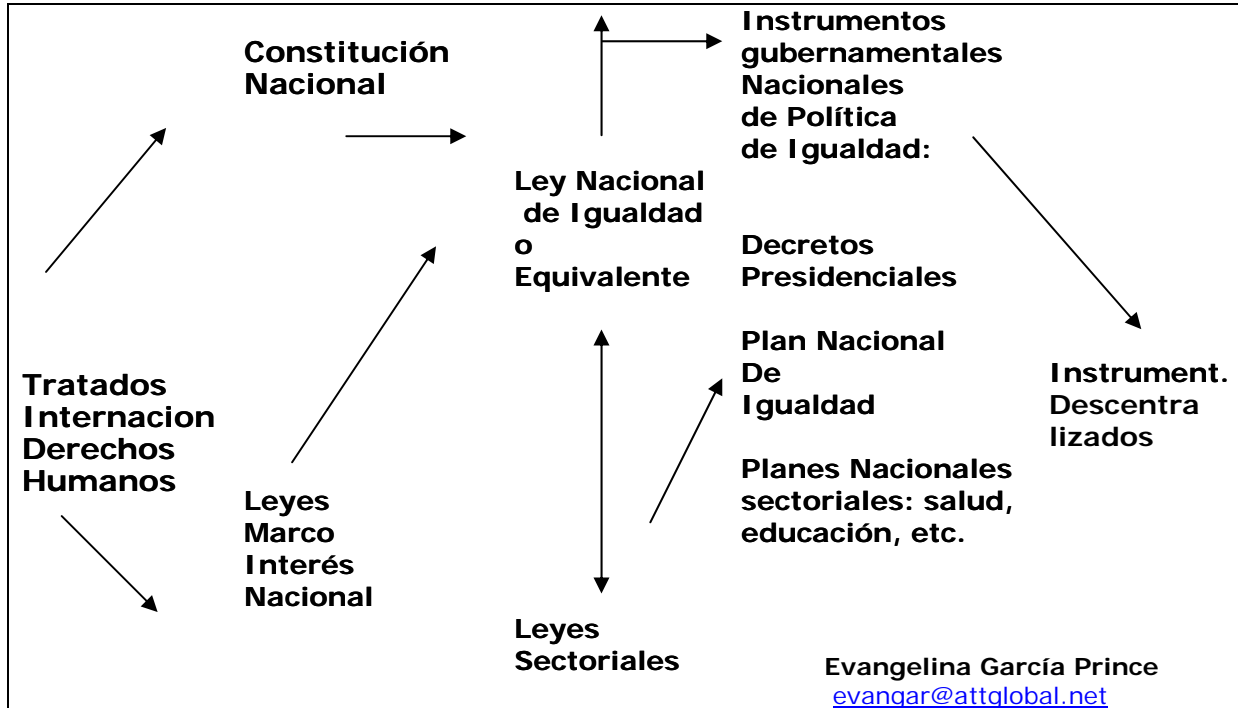 Constitución
Nacional
Instrumentos
gubernamentales
Nacionales
de Política
de Igualdad:
Ley Nacional
de Igualdad
o
Equivalente
Decretos
Presidenciales
Plan Nacional
De
Igualdad
Planes Nacionales
sectoriales: salud,
educación, etc.
Tratados
Internacion
Derechos
Humanos
Leyes
Marco
Interés
Nacional
Instrument.
Descentra
lizados
Leyes
Sectoriales
Evangelina García Prince
evangar@attglobal.net